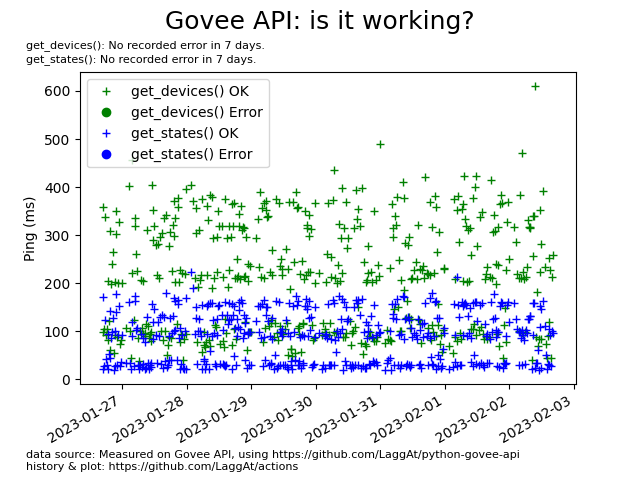 Govee API: is it working?
get_devices(): No recorded error in 7 days.
get_states(): No recorded error in 7 days.
get_devices() OK
get_devices() Error
get_states() OK
get_states() Error
Ping (ms)
600
500
400
300
200
100
0
2023-01-27
2023-01-28
2023-01-29
2023-01-30
2023-01-31
2023-02-01
2023-02-02
2023-02-03
data source: Measured on Govee API, using https://github.com/LaggAt/python-govee-api
history & plot: https://github.com/LaggAt/actions